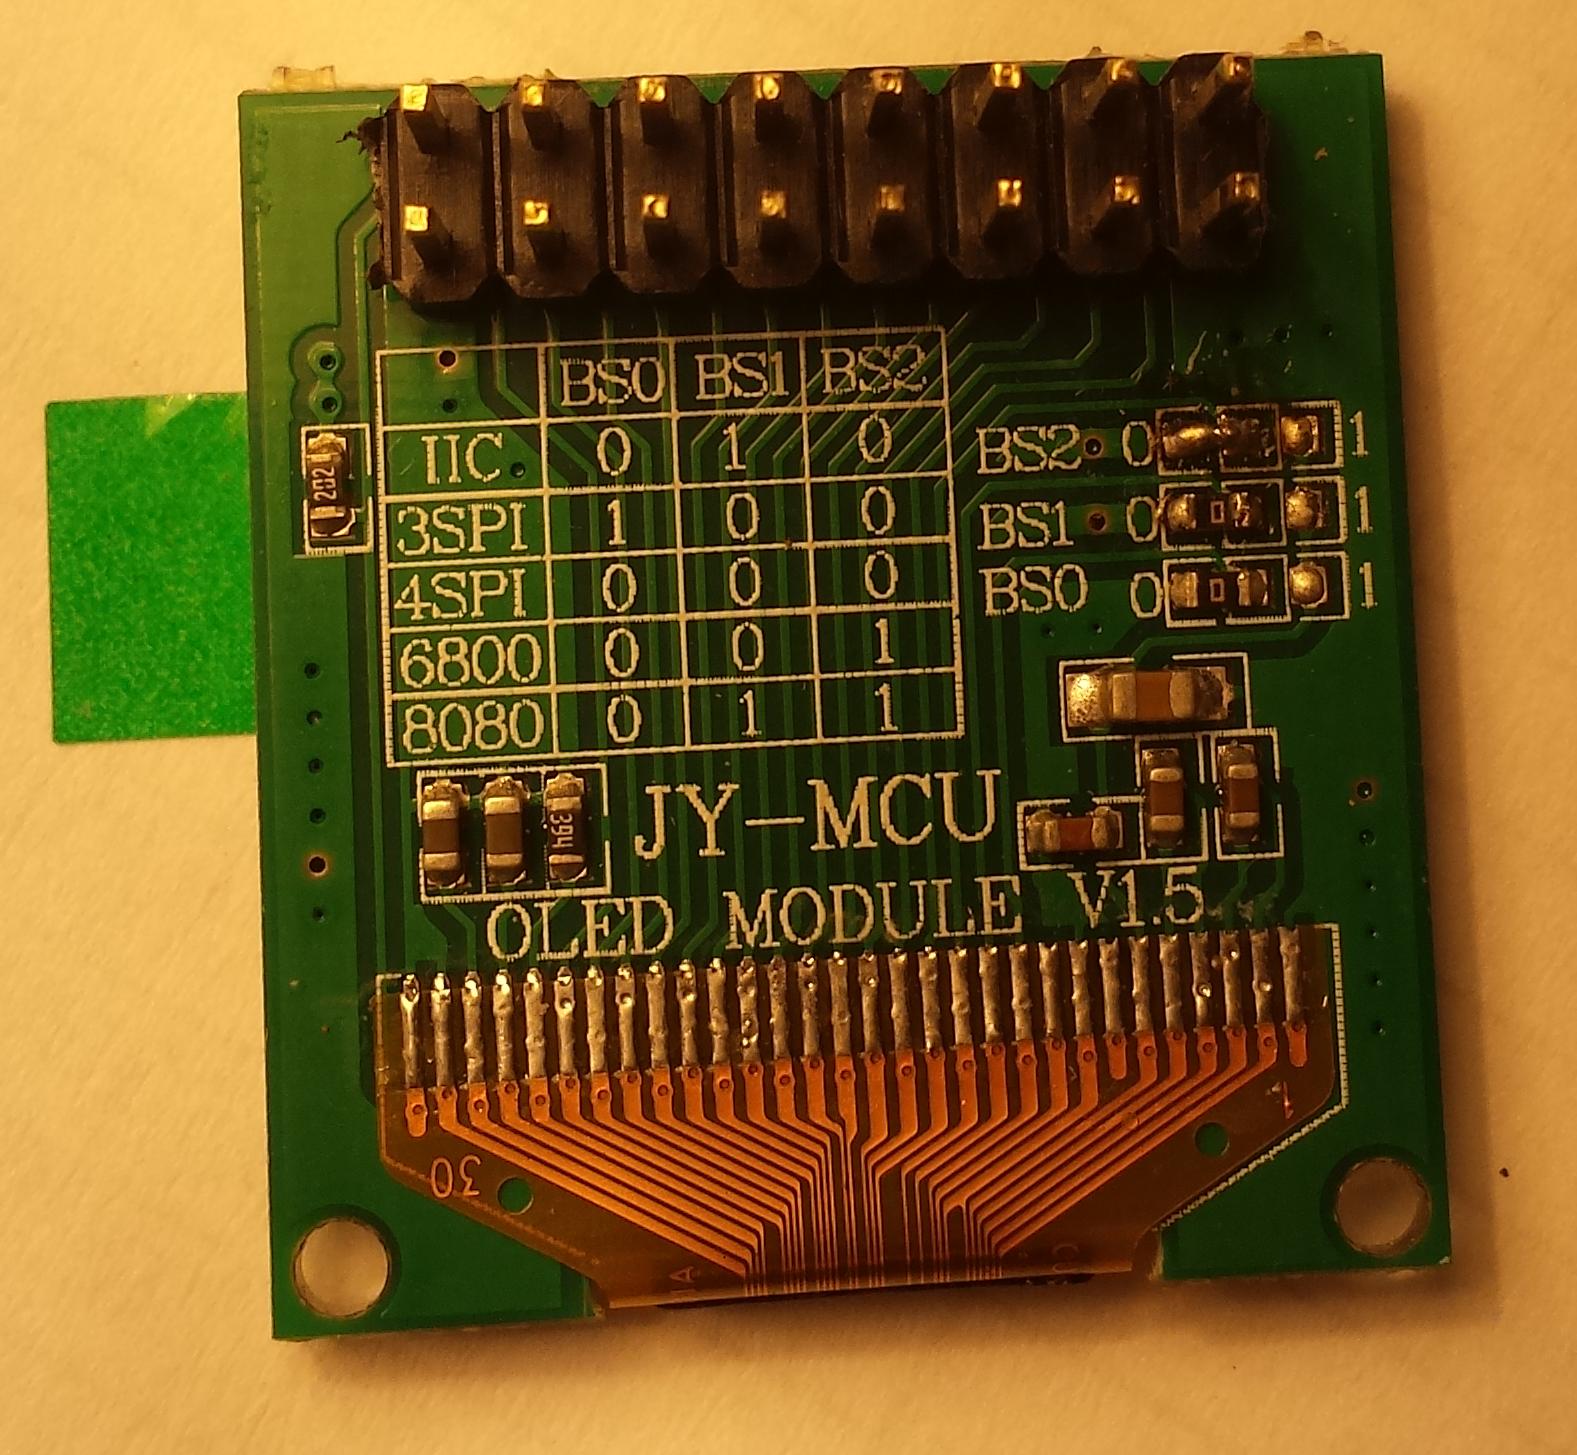 BS0 BS1 BS2
IIC 0 1 0
3SPI 1 0 0
4SPI 0 0 0
6800 0 0 1
8080 0 1 1
BS2 0 1
BS1 0 1
BS0 0 1
202
394
JY-MCU
OLED MODULE V1.5
30
1